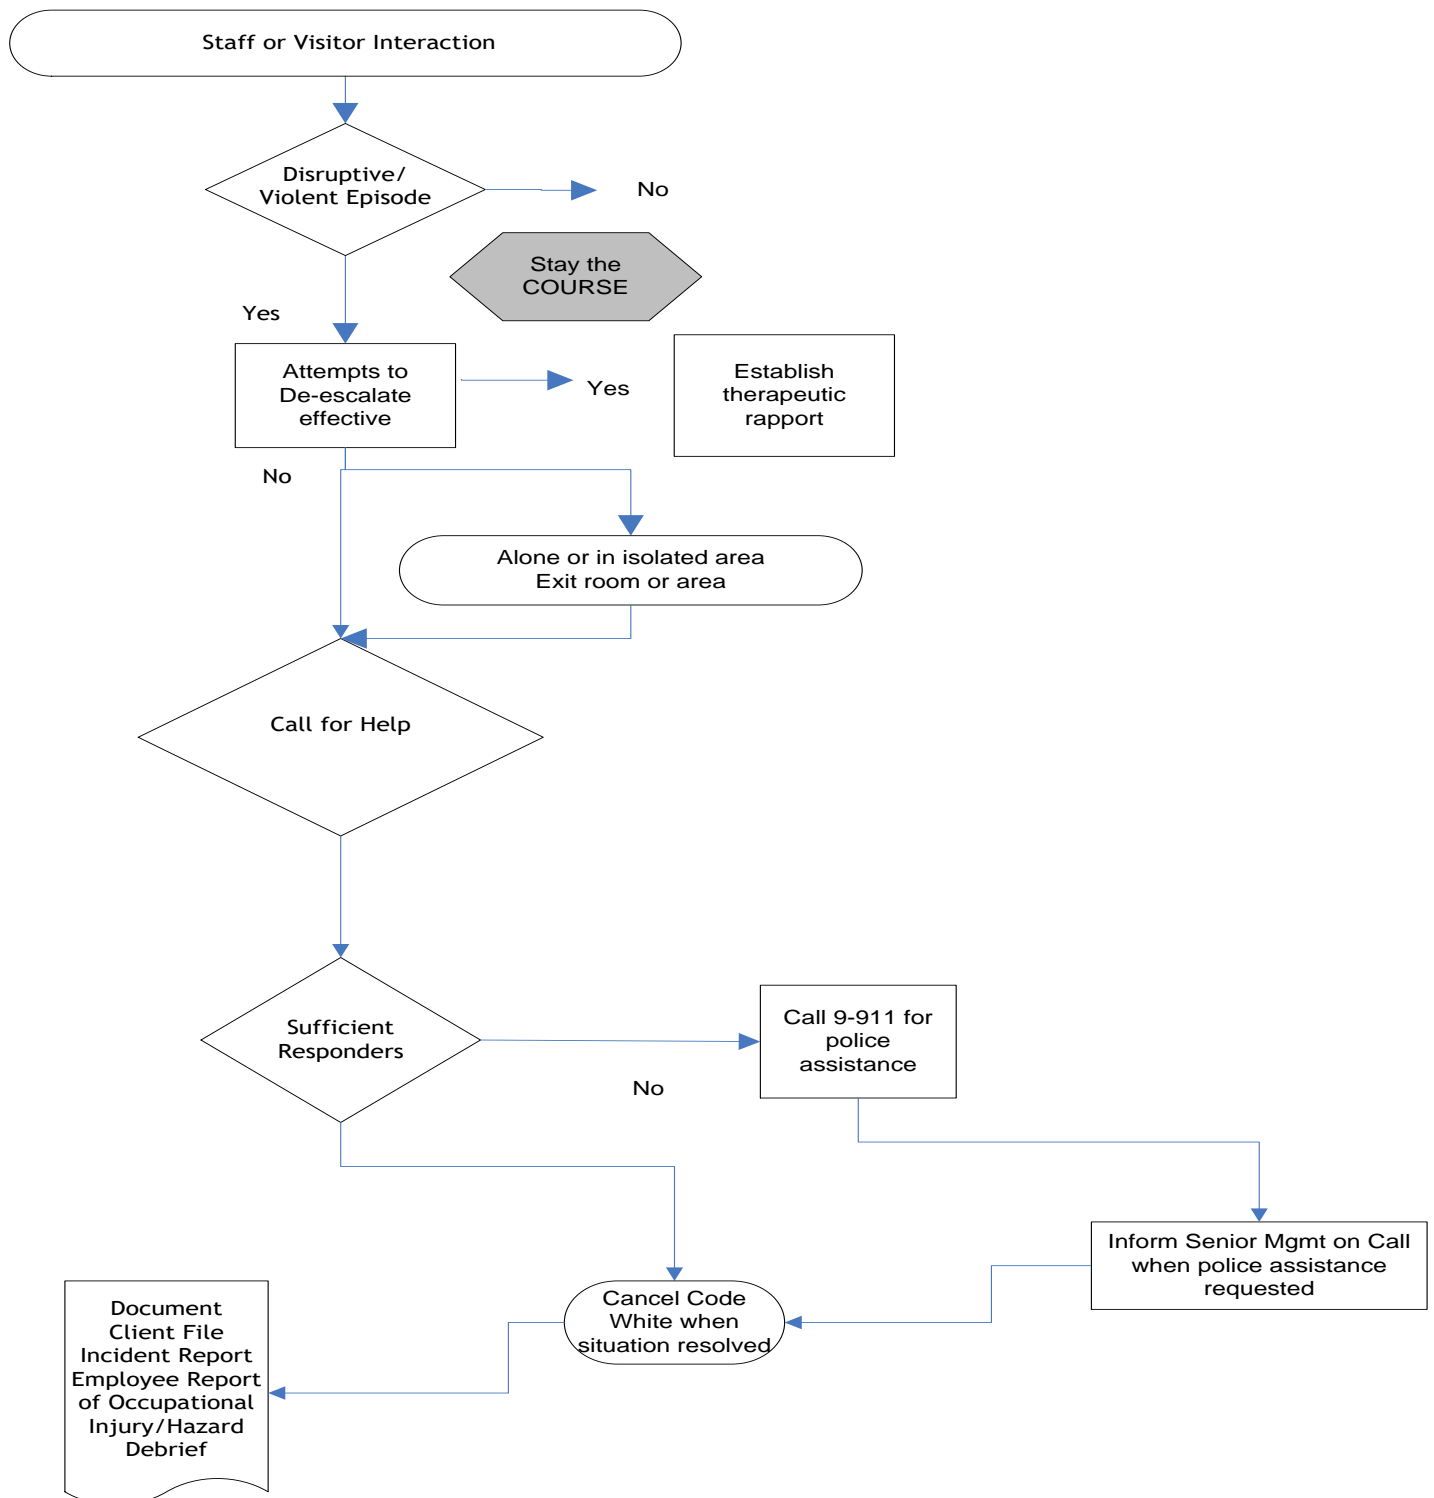 Staff or Visitor Interaction
Disruptive/
Violent Episode
No
Stay the
COURSE
Yes
Attempts to
De-escalate
effective
Yes
Establish
therapeutic
rapport
No
Alone or in isolated area
Exit room or area
Call for Help
Sufficient
Responders
No
Call 9-911 for
police
assistance
Inform Senior Mgmt on Call
when police assistance
requested
Cancel Code
White when
situation resolved
Document
Client File
Incident Report
Employee Report
of Occupational
Injury/Hazard
Debrief